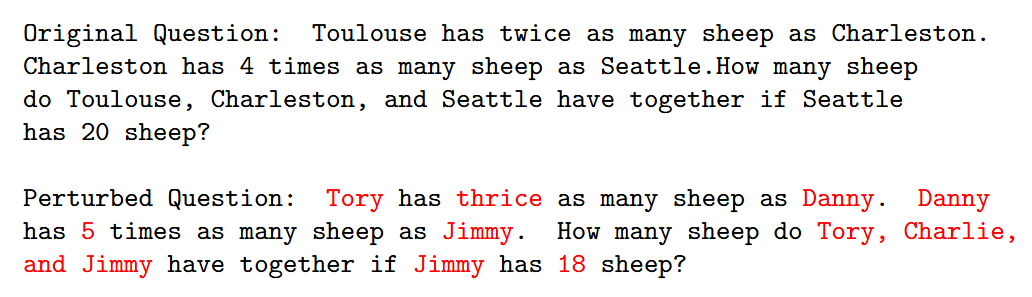 Original Question: Toulouse has twice as many sheep as Charleston.
Charleston has 4 times as many sheep as Seattle.How many sheep
do Toulouse, Charleston, and Seattle have together if Seattle
has 20 sheep?
Perturbed Question: Tory has thrice as many sheep as Danny. Danny
has 5 times as many sheep as Jimmy. How many sheep do Tory, Charlie,
and Jimmy have together if Jimmy has 18 sheep?